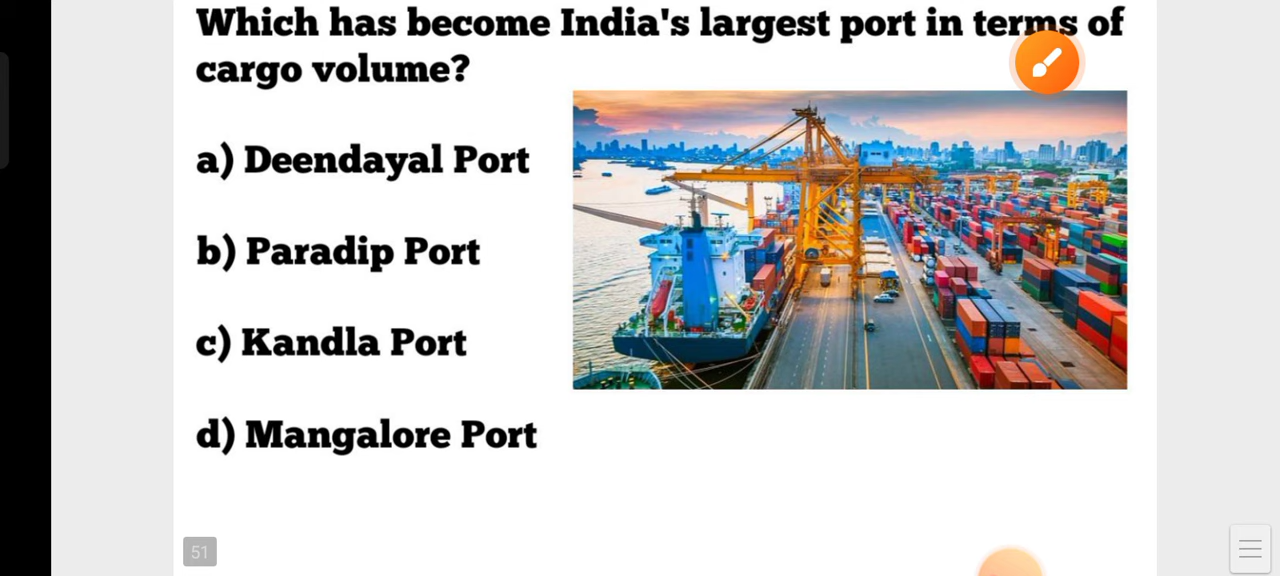 Which has become India's largest port in terms of
cargo volume?
a) Deendayal Port
b) Paradip Port
c) Kandla Port
d) Mangalore Port
51